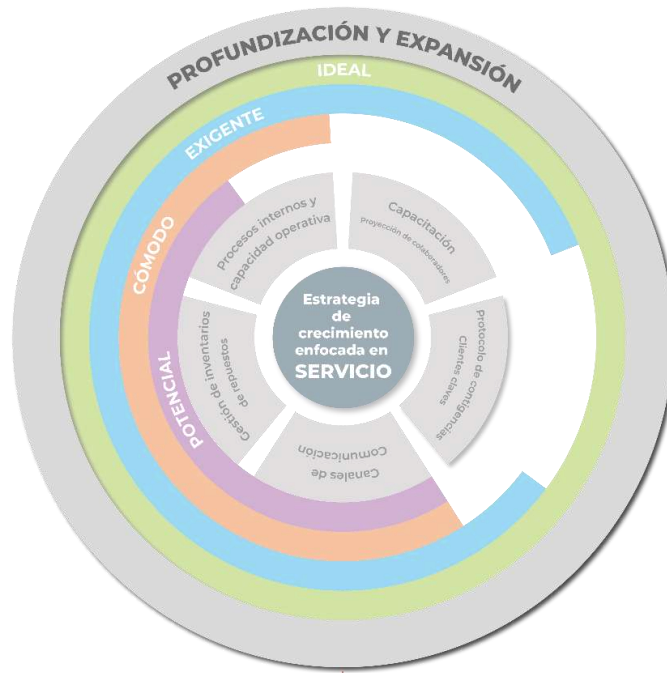 PROFUNDIZACIÓN Y EXPANSIÓN
IDEAL
EXIGENTE
CÓMODO
POTENCIAL
Procesos internos y
capacidad operativa
Capacitación
Proyección de colaboradores
Protocolo de contigencias
Clientes claves
Canales de
Comunicación
Gestión de inventarios
de repuestos
Estrategia
de
crecimiento
enfocada en
SERVICIO